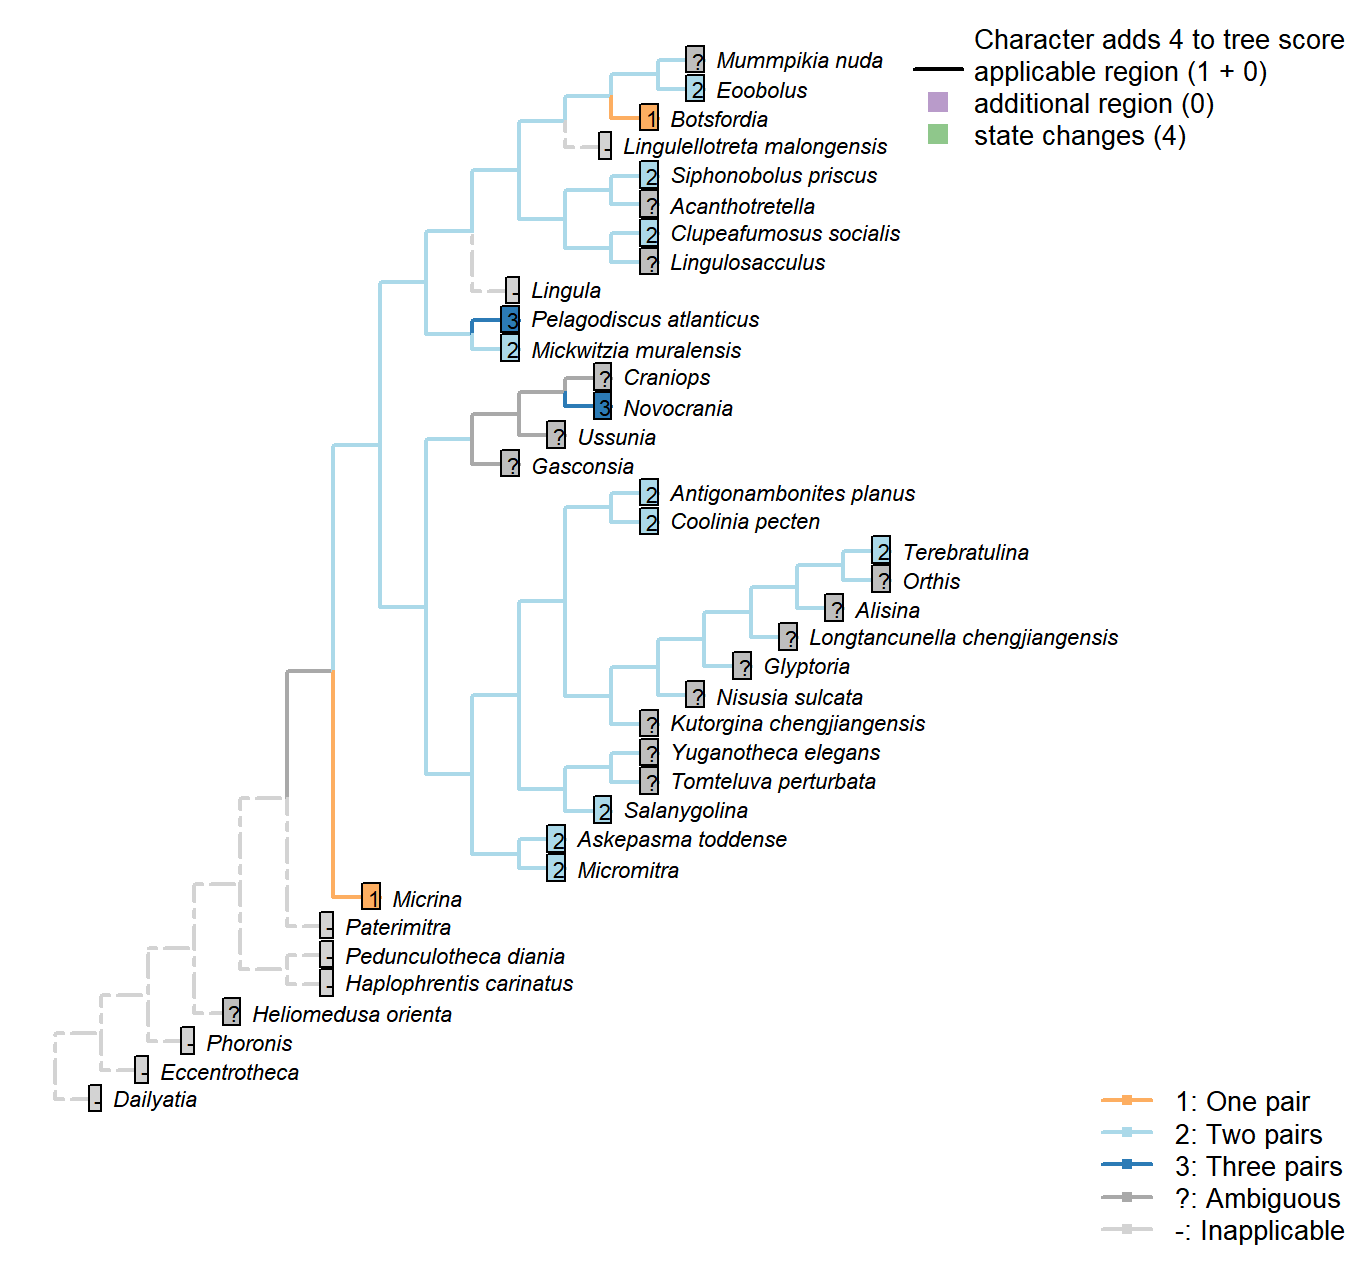 Character adds 4 to tree score
applicable region (1 + 0)
additional region (0)
state changes (4)
? Mummpikia nuda
2 Eoobolus
1 Botsfordia
- Lingulellotreta malongensis
2 Siphonobolus priscus
? Acanthotretella
2 Clupeafumosus socialis
? Lingulosacculus
- Lingula
3 Pelagodiscus atlanticus
2 Mickwitzia muralensis
? Craniops
3 Novocrania
? Ussunia
? Gasconsia
2 Antigonambonites planus
2 Coolinia pecten
2 Terebratulina
? Orthis
? Alisina
? Longtancunella chengjiangensis
? Glyptoria
? Nisusia sulcata
? Kutorgina chengjiangensis
? Yuganotheca elegans
? Tomteluva perturbata
2 Salanygolina
2 Askepasma toddense
2 Micromitra
1 Micrina
- Paterimitra
- Pedunculotheca diania
- Haplophrentis carinatus
? Heliomedusa orienta
- Phoronis
- Eccentrotheca
- Dailyatia
1: One pair
2: Two pairs
3: Three pairs
?: Ambiguous
-: Inapplicable